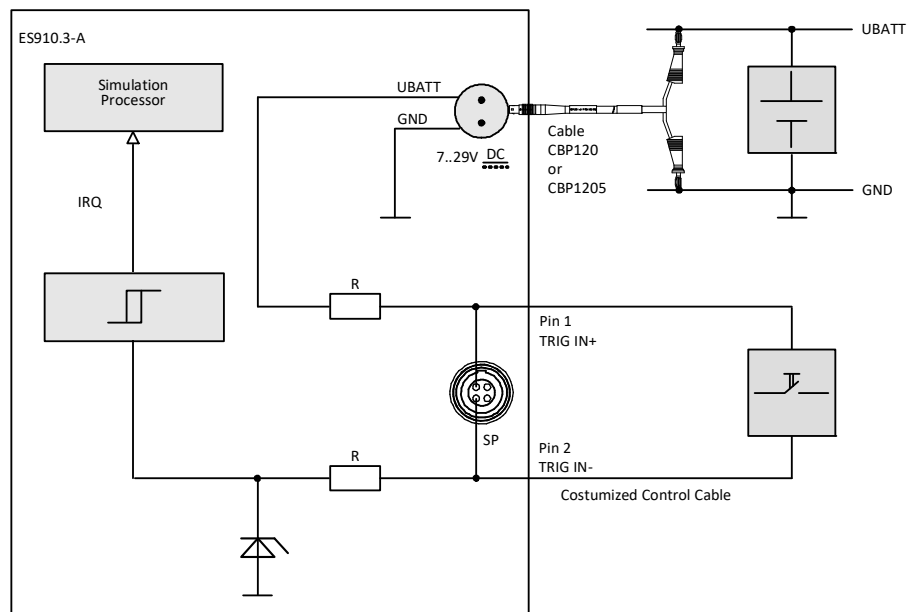 ES910.3-A
Simulation
Processor
IRQ
UBATT
GND
7..29V DC
Cable
CBP120
or
CBP1205
UBATT
GND
R
Pin 1
TRIG IN+
SP
R
Pin 2
TRIG IN-
Costumized Control Cable